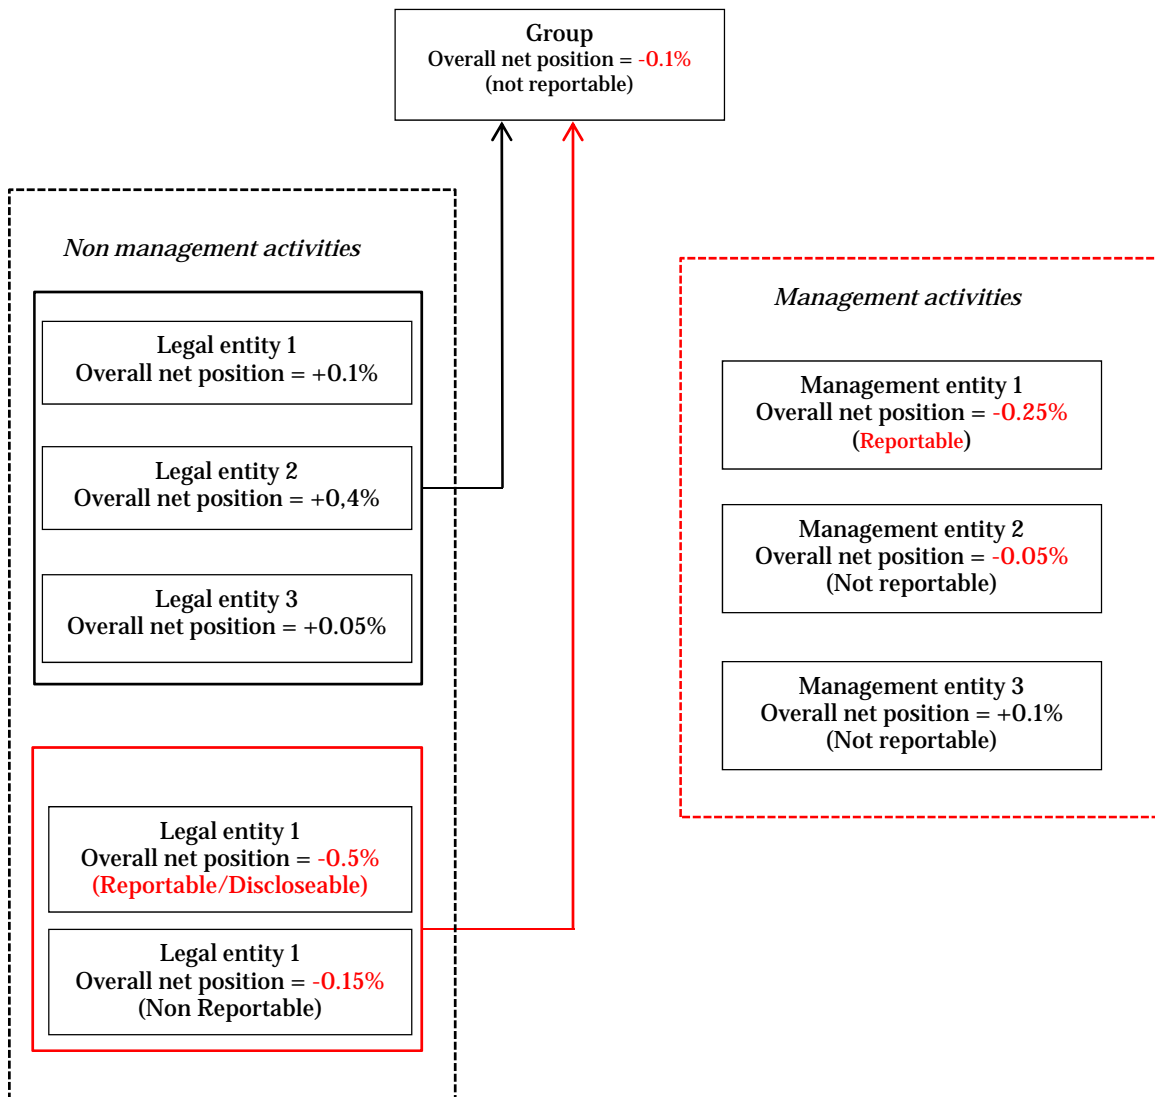 Group
Overall net position = -0.1%
(not reportable)
Non management activities
Legal entity 1
Overall net position = +0.1%
Legal entity 2
Overall net position = +0,4%
Legal entity 3
Overall net position = +0.05%
Legal entity 1
Overall net position = -0.5%
(Reportable/Discloseable)
Legal entity 1
Overall net position = -0.15%
(Non Reportable)
Management activities
Management entity 1
Overall net position = -0.25%
(Reportable)
Management entity 2
Overall net position = -0.05%
(Not reportable)
Management entity 3
Overall net position = +0.1%
(Not reportable)